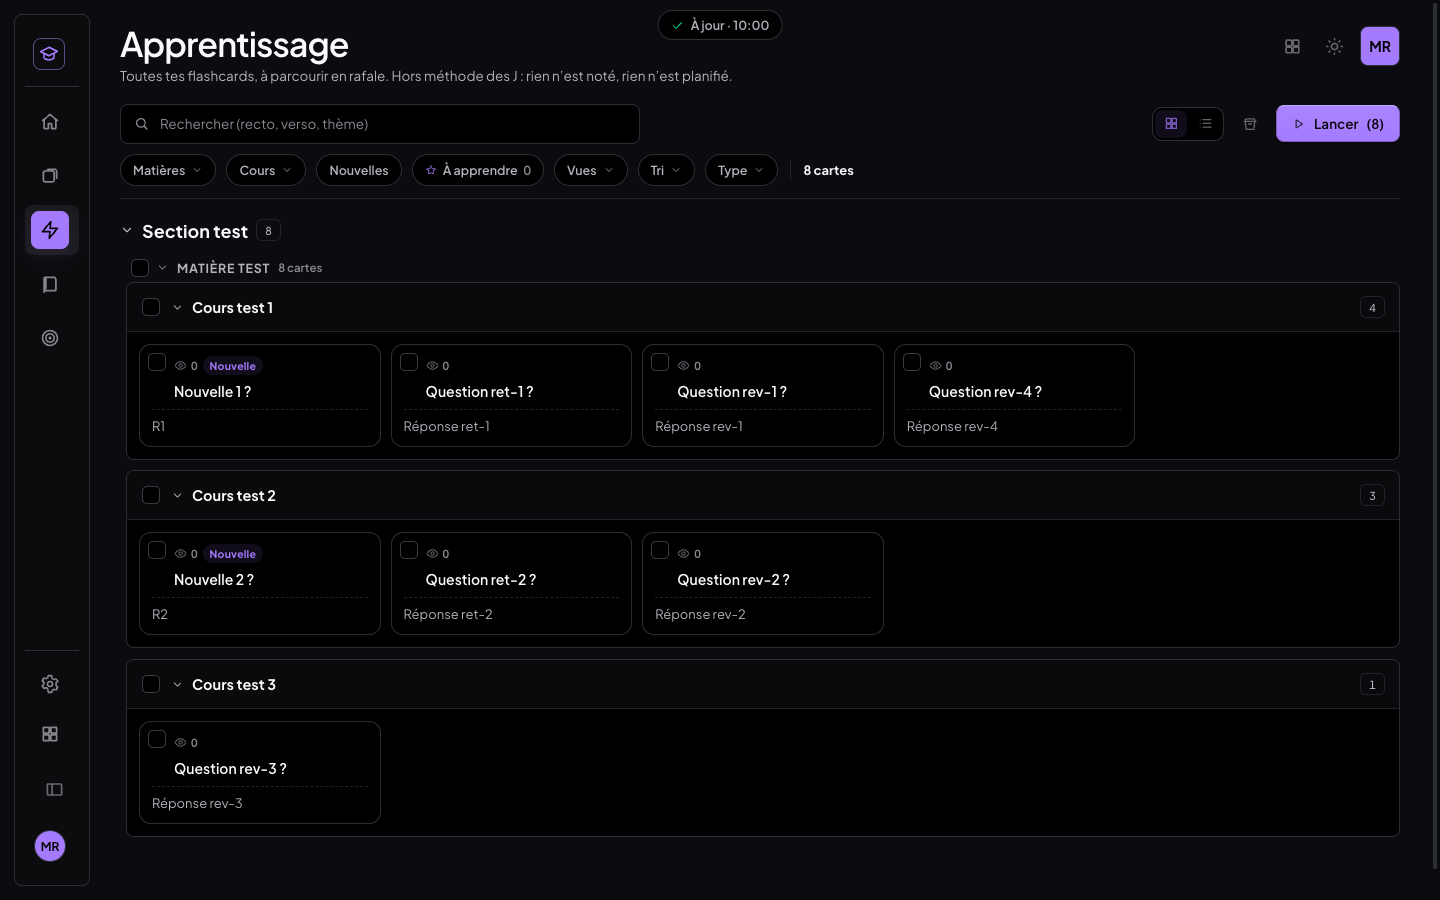 À jour · 10:00
Apprentissage
MR
Toutes tes flashcards, à parcourir en rafale. Hors méthode des J : rien n'est noté, rien n'est planifié.
Rechercher (recto, verso, thème)
Lancer (8)
Matières
Cours
Nouvelles
À apprendre 0
Vues
Tri
Type
8 cartes
Section test 8
MATIÈRE TEST 8 cartes
Cours test 1 4
0 Nouvelle
Nouvelle 1 ?
R1
0
Question ret-1 ?
Réponse ret-1
0
Question rev-1 ?
Réponse rev-1
0
Question rev-4 ?
Réponse rev-4
Cours test 2 3
0 Nouvelle
Nouvelle 2 ?
R2
0
Question ret-2 ?
Réponse ret-2
0
Question rev-2 ?
Réponse rev-2
Cours test 3 1
0
Question rev-3 ?
Réponse rev-3
MR